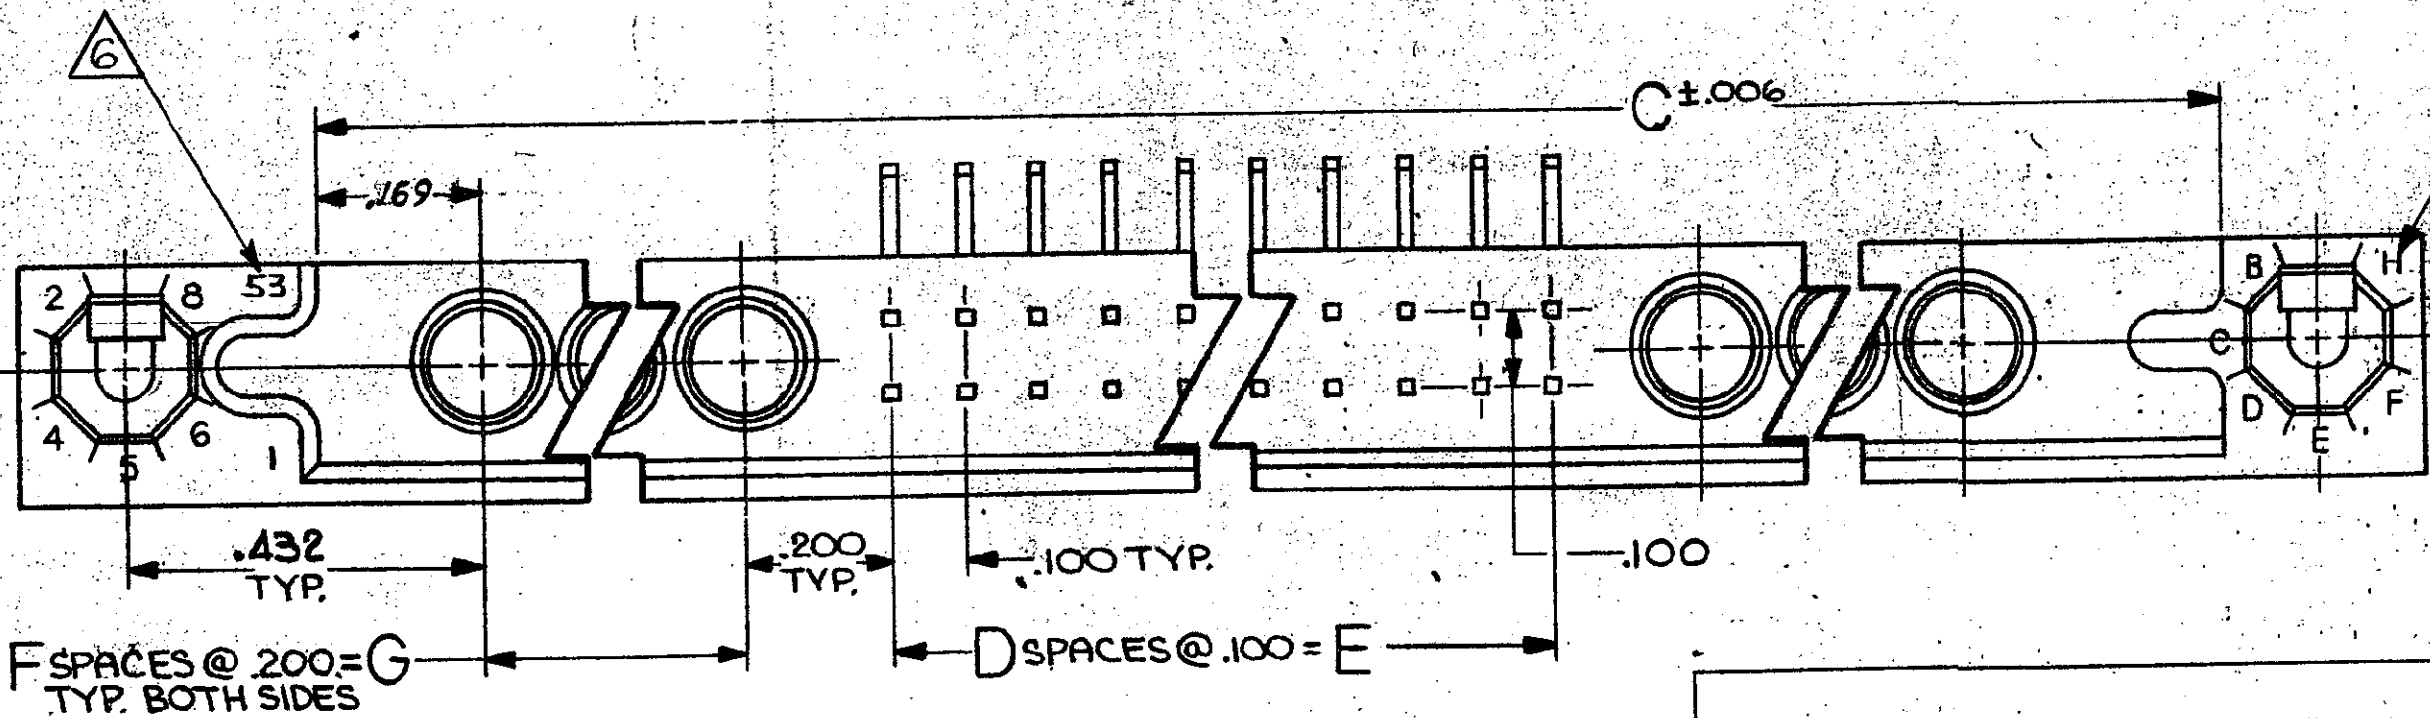 6
C ±.006
.169
53
2
8
4
5
6
1
B
H
C
D
E
F
.432
TYP.
.200
TYP.
.100 TYP.
.100
D SPACES @ .100 = E
F SPACES @ .200 = G
TYP. BOTH SIDES